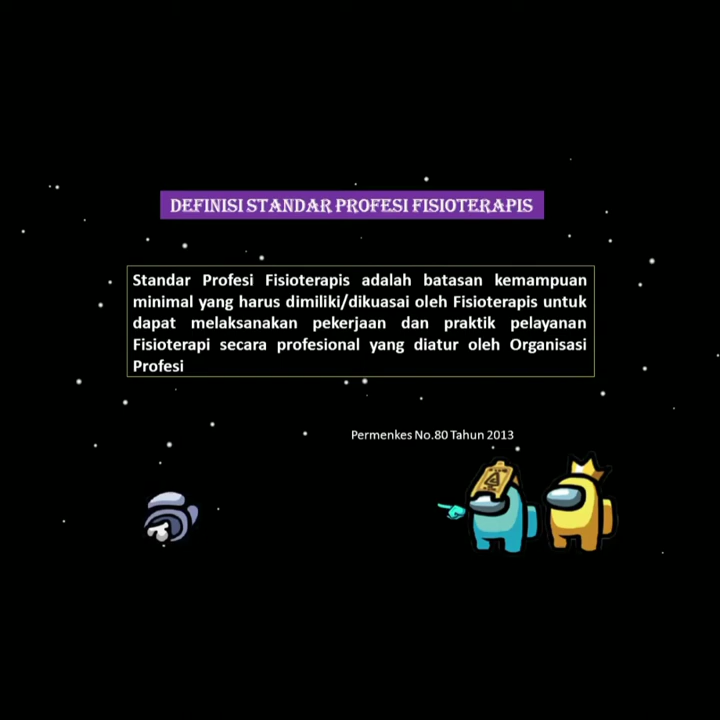 DEFINISI STANDAR PROFESI FISIOTERAPIS
Standar Profesi Fisioterapis adalah batasan kemampuan
minimal yang harus dimiliki/dikuasai oleh Fisioterapis untuk
dapat melaksanakan pekerjaan dan praktik pelayanan
Fisioterapi secara profesional yang diatur oleh Organisasi
Profesi
Permenkes No.80 Tahun 2013